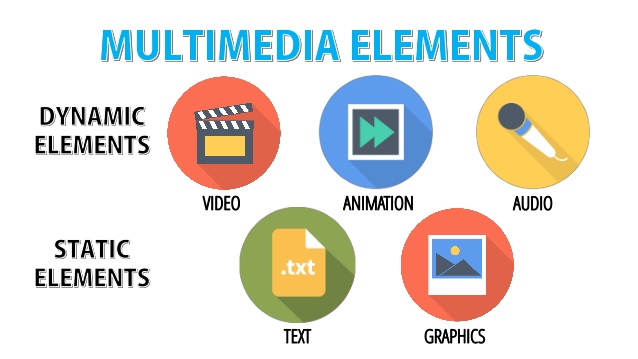 MULTIMEDIA ELEMENTS
DYNAMIC
ELEMENTS
VIDEO
ANIMATION
AUDIO
STATIC
ELEMENTS
.txt
TEXT
GRAPHICS